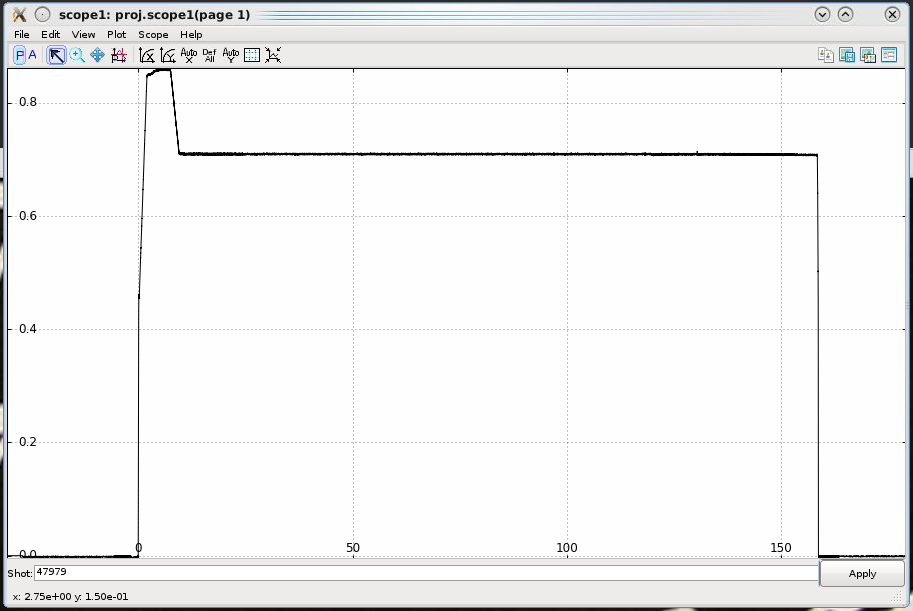 scope1: proj.scope1(page 1)
File Edit View Plot Scope Help
P A Auto X Def All Auto Y
0.8
0.6
0.4
0.2
0.0
0 50 100 150
Shot: 47979 Apply
x: 2.75e+00 y: 1.50e-01